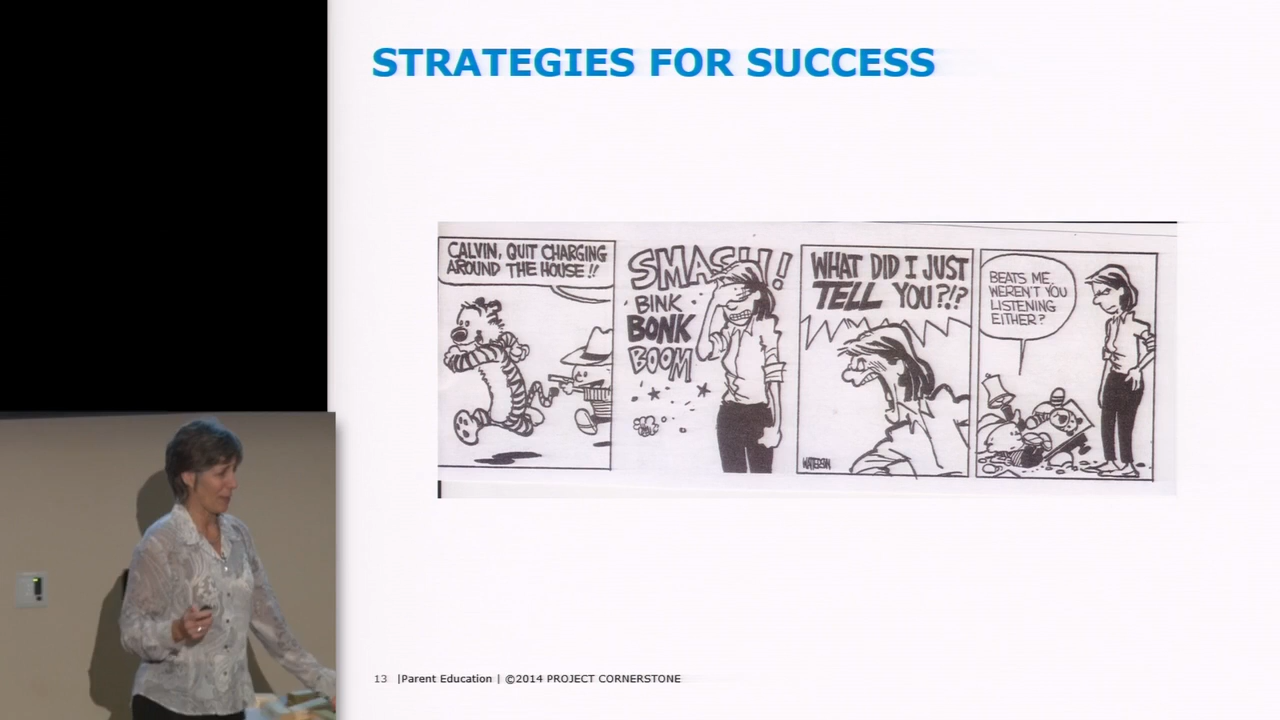 STRATEGIES FOR SUCCESS
CALVIN, QUIT CHARGING
AROUND THE HOUSE!!
SMASH!
BINK
BONK
BOOM
WHAT DID I JUST
TELL YOU?!?
WATTERSON
BEATS ME.
WEREN'T YOU
LISTENING
EITHER?
13 |Parent Education | ©2014 PROJECT CORNERSTONE